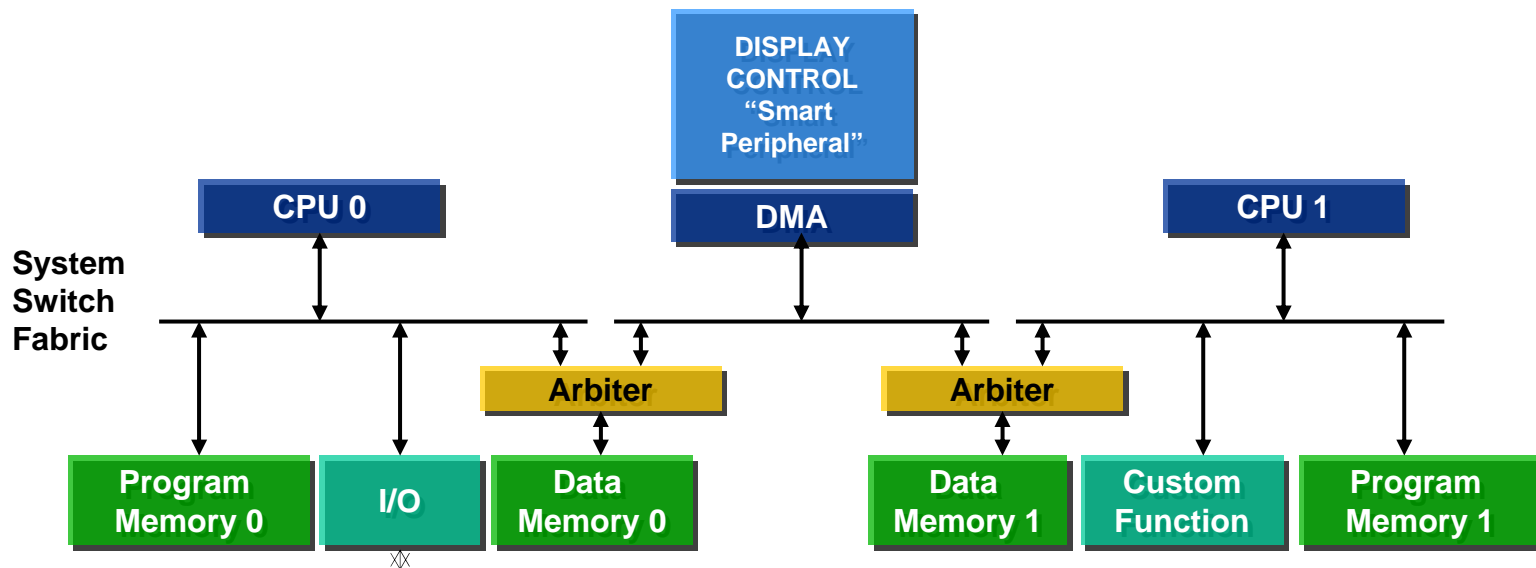 DISPLAY
CONTROL
“Smart
Peripheral”
CPU 0
DMA
CPU 1
System
Switch
Fabric
Arbiter
Arbiter
Program
Memory 0
I/O
Data
Memory 0
Data
Memory 1
Custom
Function
Program
Memory 1